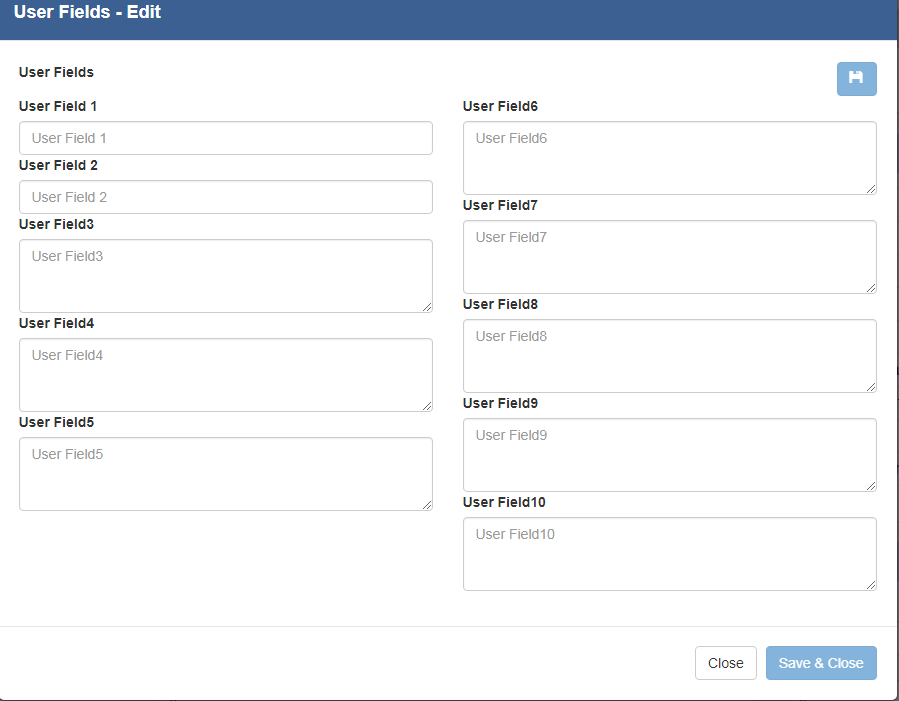 User Fields - Edit
User Fields
User Field 1
User Field 1
User Field 2
User Field 2
User Field3
User Field3
User Field4
User Field4
User Field5
User Field5
User Field6
User Field6
User Field7
User Field7
User Field8
User Field8
User Field9
User Field9
User Field10
User Field10
Close
Save & Close